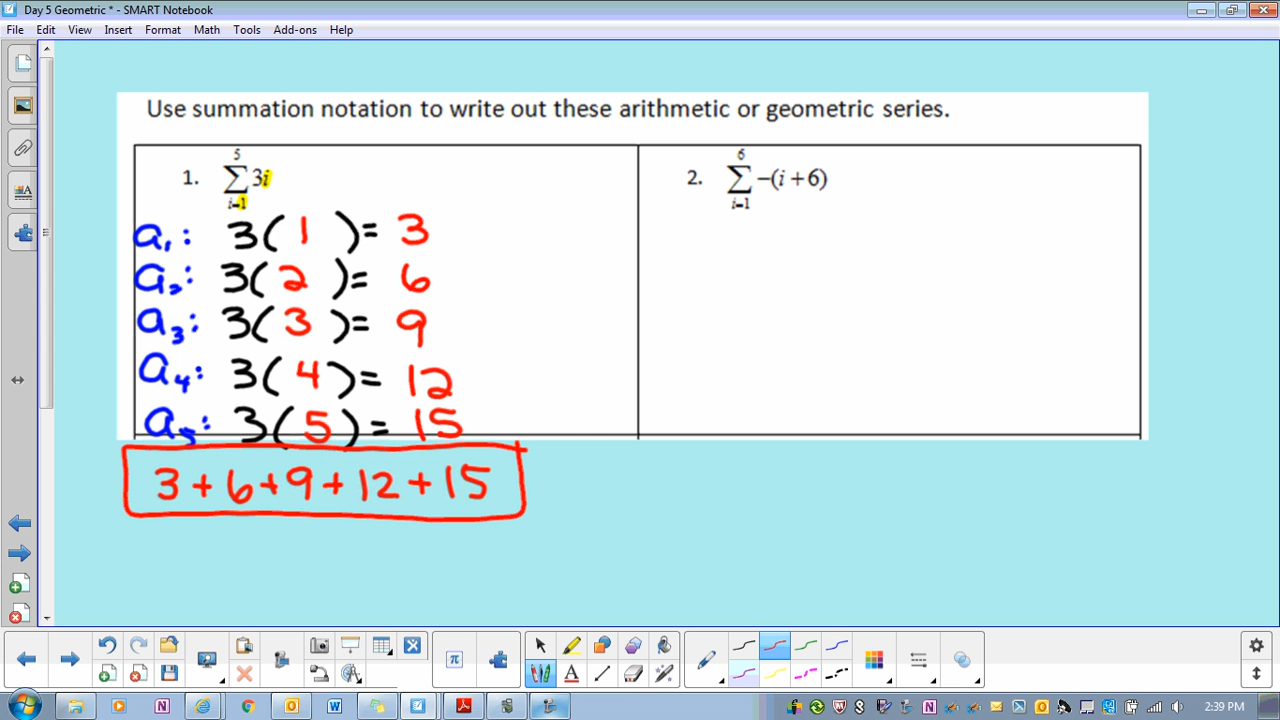 Day 5 Geometric * - SMART Notebook
File Edit View Insert Format Math Tools Add-ons Help
Use summation notation to write out these arithmetic or geometric series.
5
1. ∑ 3i
i=1
6
2. ∑ -(i+6)
i=1
a₁: 3( 1 )= 3
a₂: 3( 2 )= 6
a₃: 3( 3 )= 9
a₄: 3( 4 )= 12
a₅: 3( 5 )= 15
3+6+9+12+15
2:39 PM